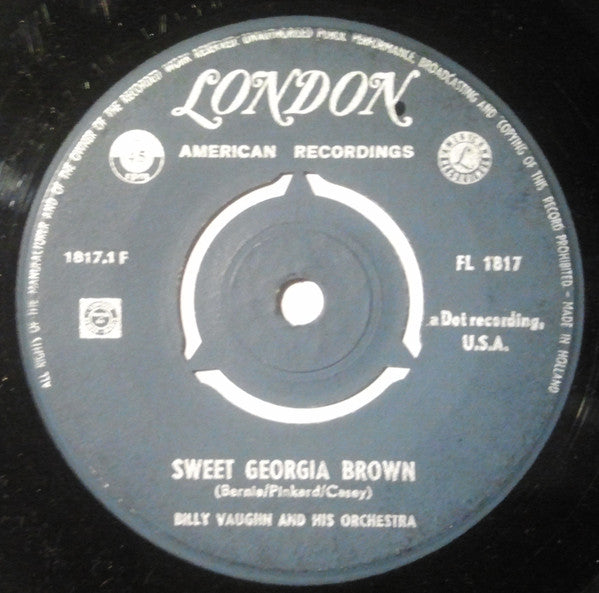 ALL RIGHTS OF THE MANUFACTURER AND OF THE OWNER OF THE RECORDED WORK RESERVED UNAUTHORISED PUBLIC PERFORMANCE, BROADCASTING AND COPYING OF THIS RECORD PROHIBITED - MADE IN HOLLAND
LONDON
AMERICAN RECORDINGS
45
L
1817.1 F
FL 1817
a Dot recording,
U.S.A.
SWEET GEORGIA BROWN
(Bernie/Pinkard/Casey)
BILLY VAUGHN AND HIS ORCHESTRA